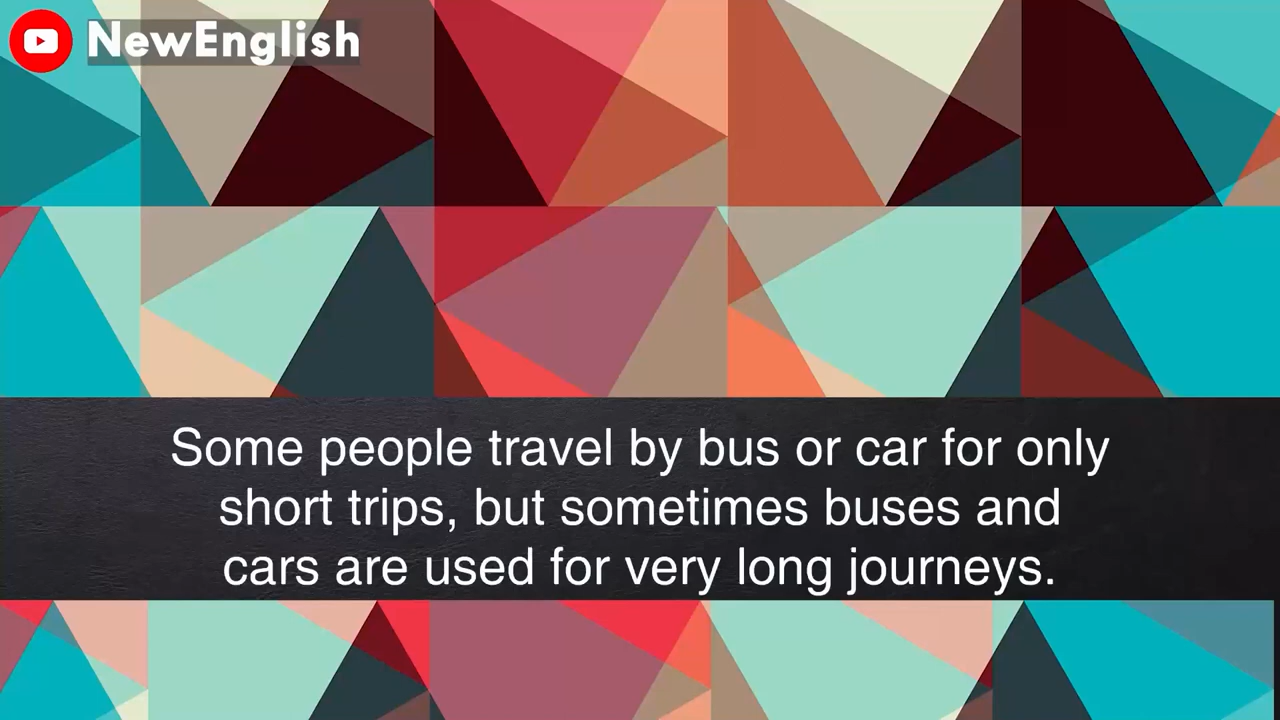 NewEnglish
Some people travel by bus or car for only
short trips, but sometimes buses and
cars are used for very long journeys.